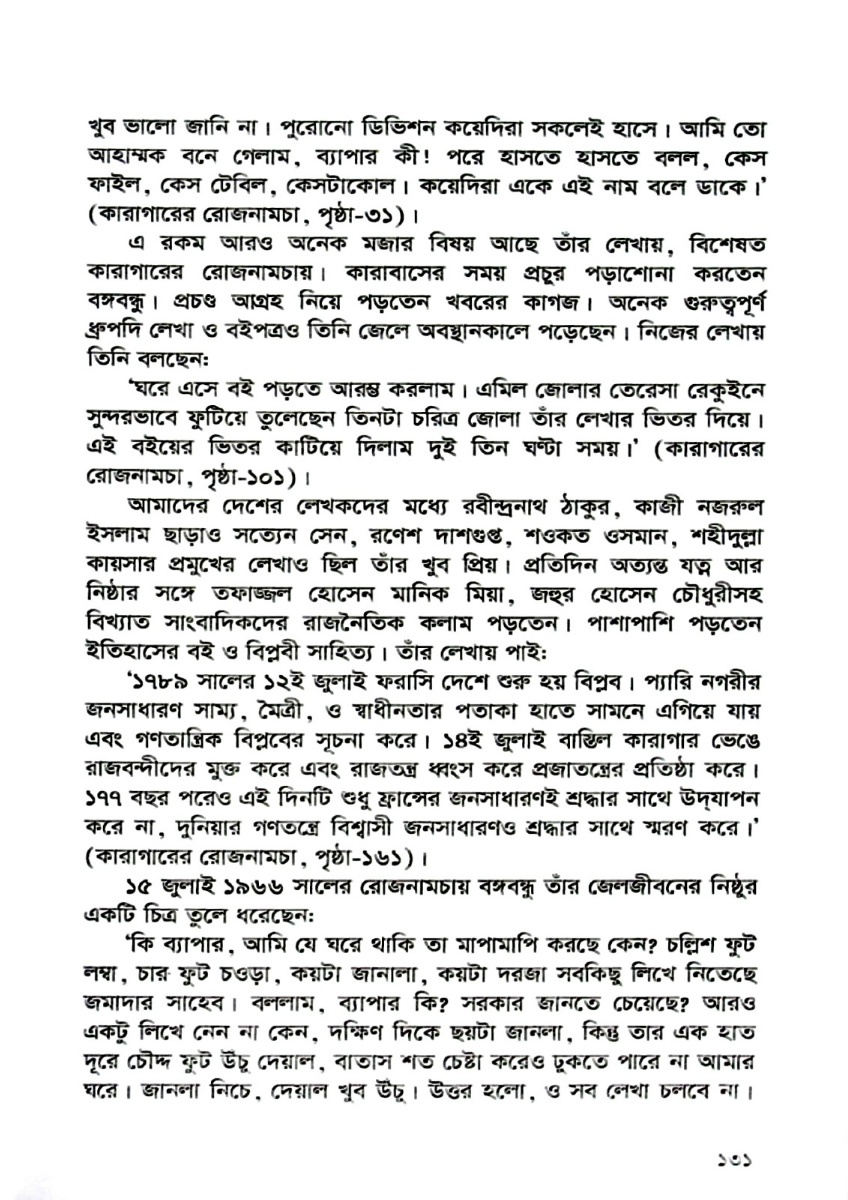 খুব ভালো জানি না। পুরোনো ডিভিশন কয়েদিরা সকলেই হাসে। আমি তো
আহাম্মক বনে গেলাম, ব্যাপার কী! পরে হাসতে হাসতে বলল, কেস
ফাইল, কেস টেবিল, কেসটাকোল। কয়েদিরা একে এই নাম বলে ডাকে।'
(কারাগারের রোজনামচা, পৃষ্ঠা-৩১)।
এ রকম আরও অনেক মজার বিষয় আছে তাঁর লেখায়, বিশেষত
কারাগারের রোজনামচায়। কারাবাসের সময় প্রচুর পড়াশোনা করতেন
বঙ্গবন্ধু। প্রচণ্ড আগ্রহ নিয়ে পড়তেন খবরের কাগজ। অনেক গুরুত্বপূর্ণ
ধ্রুপদি লেখা ও বইপত্রও তিনি জেলে অবস্থানকালে পড়েছেন। নিজের লেখায়
তিনি বলছেন:
'ঘরে এসে বই পড়তে আরম্ভ করলাম। এমিল জোলার তেরেসা রেকুইনে
সুন্দরভাবে ফুটিয়ে তুলেছেন তিনটা চরিত্র জোলা তাঁর লেখার ভিতর দিয়ে।
এই বইয়ের ভিতর কাটিয়ে দিলাম দুই তিন ঘণ্টা সময়।' (কারাগারের
রোজনামচা, পৃষ্ঠা-১০১)।
আমাদের দেশের লেখকদের মধ্যে রবীন্দ্রনাথ ঠাকুর, কাজী নজরুল
ইসলাম ছাড়াও সত্যেন সেন, রণেশ দাশগুপ্ত, শওকত ওসমান, শহীদুল্লা
কায়সার প্রমুখের লেখাও ছিল তাঁর খুব প্রিয়। প্রতিদিন অত্যন্ত যত্ন আর
নিষ্ঠার সঙ্গে তফাজ্জল হোসেন মানিক মিয়া, জহুর হোসেন চৌধুরীসহ
বিখ্যাত সাংবাদিকদের রাজনৈতিক কলাম পড়তেন। পাশাপাশি পড়তেন
ইতিহাসের বই ও বিপ্লবী সাহিত্য। তাঁর লেখায় পাই:
'১৭৮৯ সালের ১২ই জুলাই ফরাসি দেশে শুরু হয় বিপ্লব। প্যারি নগরীর
জনসাধারণ সাম্য, মৈত্রী, ও স্বাধীনতার পতাকা হাতে সামনে এগিয়ে যায়
এবং গণতান্ত্রিক বিপ্লবের সূচনা করে। ১৪ই জুলাই বাস্তিল কারাগার ভেঙে
রাজবন্দীদের মুক্ত করে এবং রাজতন্ত্র ধ্বংস করে প্রজাতন্ত্রের প্রতিষ্ঠা করে।
১৭৭ বছর পরেও এই দিনটি শুধু ফ্রান্সের জনসাধারণই শ্রদ্ধার সাথে উদ্‌যাপন
করে না, দুনিয়ার গণতন্ত্রে বিশ্বাসী জনসাধারণও শ্রদ্ধার সাথে স্মরণ করে।'
(কারাগারের রোজনামচা, পৃষ্ঠা-১৬১)।
১৫ জুলাই ১৯৬৬ সালের রোজনামচায় বঙ্গবন্ধু তাঁর জেলজীবনের নিষ্ঠুর
একটি চিত্র তুলে ধরেছেন:
'কি ব্যাপার, আমি যে ঘরে থাকি তা মাপামাপি করছে কেন? চল্লিশ ফুট
লম্বা, চার ফুট চওড়া, কয়টা জানালা, কয়টা দরজা সবকিছু লিখে নিতেছে
জমাদার সাহেব। বললাম, ব্যাপার কি? সরকার জানতে চেয়েছে? আরও
একটু লিখে নেন না কেন, দক্ষিণ দিকে ছয়টা জানলা, কিন্তু তার এক হাত
দূরে চৌদ্দ ফুট উঁচু দেয়াল, বাতাস শত চেষ্টা করেও ঢুকতে পারে না আমার
ঘরে। জানলা নিচে, দেয়াল খুব উঁচু। উত্তর হলো, ও সব লেখা চলবে না।
১৩১